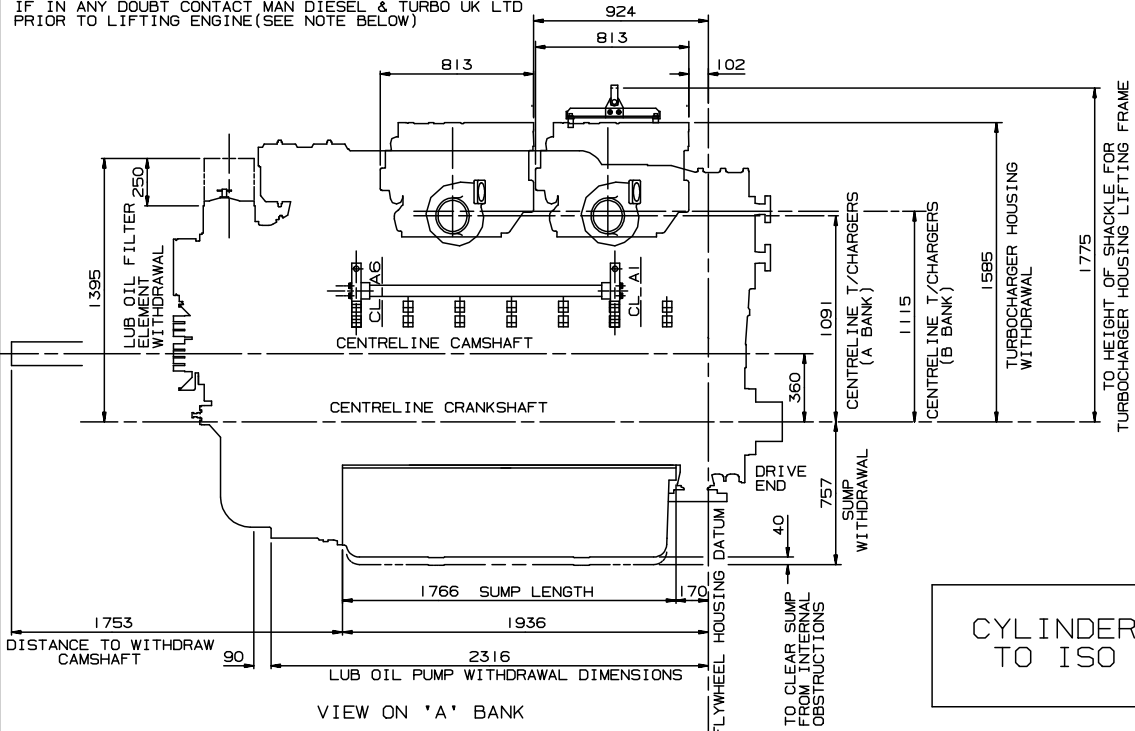 IF IN ANY DOUBT CONTACT MAN DIESEL & TURBO UK LTD
PRIOR TO LIFTING ENGINE(SEE NOTE BELOW)
924
813
813
102
250
1395
LUB OIL FILTER
ELEMENT
WITHDRAWAL
CL A6
CL A1
CENTRELINE CAMSHAFT
CENTRELINE CRANKSHAFT
360
1091
CENTRELINE T/CHARGERS
(A BANK)
1115
CENTRELINE T/CHARGERS
(B BANK)
1585
TURBOCHARGER HOUSING
WITHDRAWAL
1775
TO HEIGHT OF SHACKLE FOR
TURBOCHARGER HOUSING LIFTING FRAME
DRIVE
END
757
SUMP
WITHDRAWAL
40
TO CLEAR SUMP
FROM INTERNAL
OBSTRUCTIONS
FLYWHEEL HOUSING DATUM
1766 SUMP LENGTH
170
1753
1936
DISTANCE TO WITHDRAW
CAMSHAFT
90
2316
LUB OIL PUMP WITHDRAWAL DIMENSIONS
VIEW ON 'A' BANK
CYLINDER
TO ISO